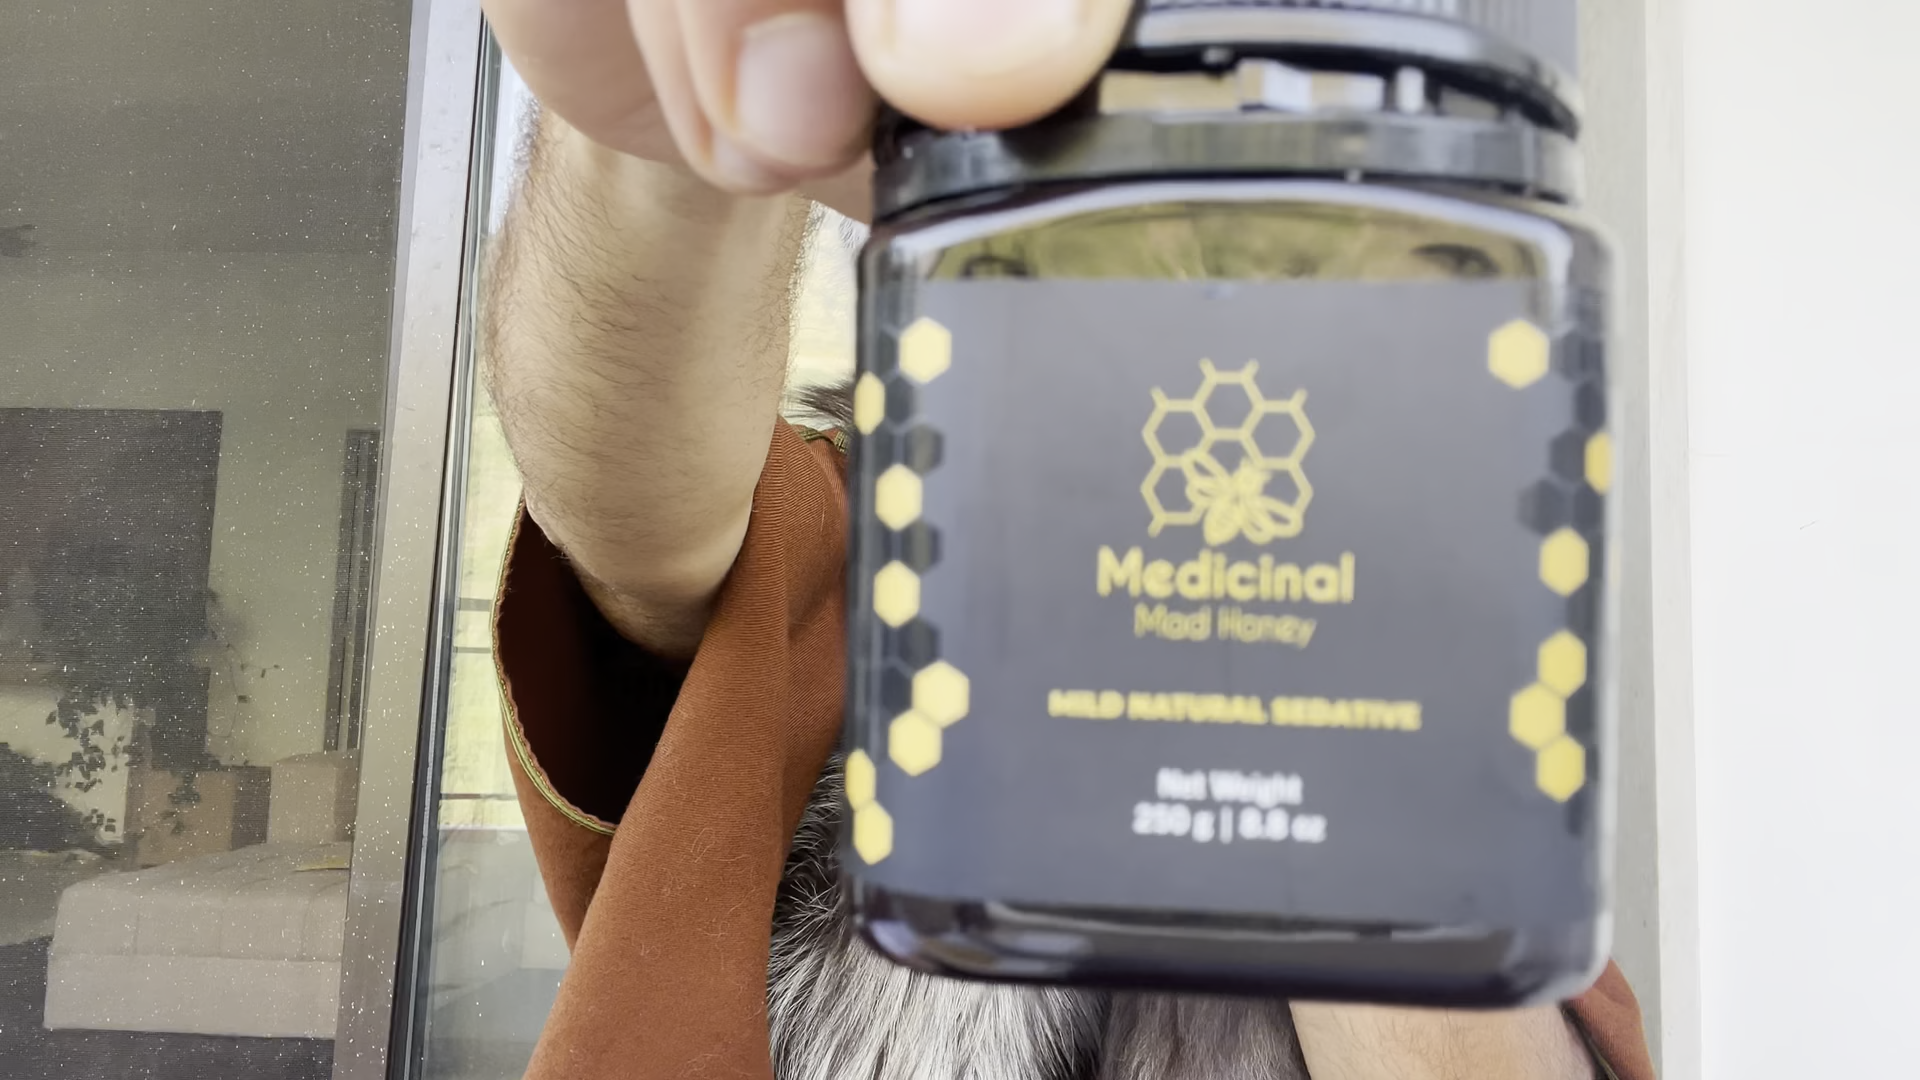 Medicinal
Mad Honey
MILD NATURAL SEDATIVE
Net Weight
250 g | 8.8 oz